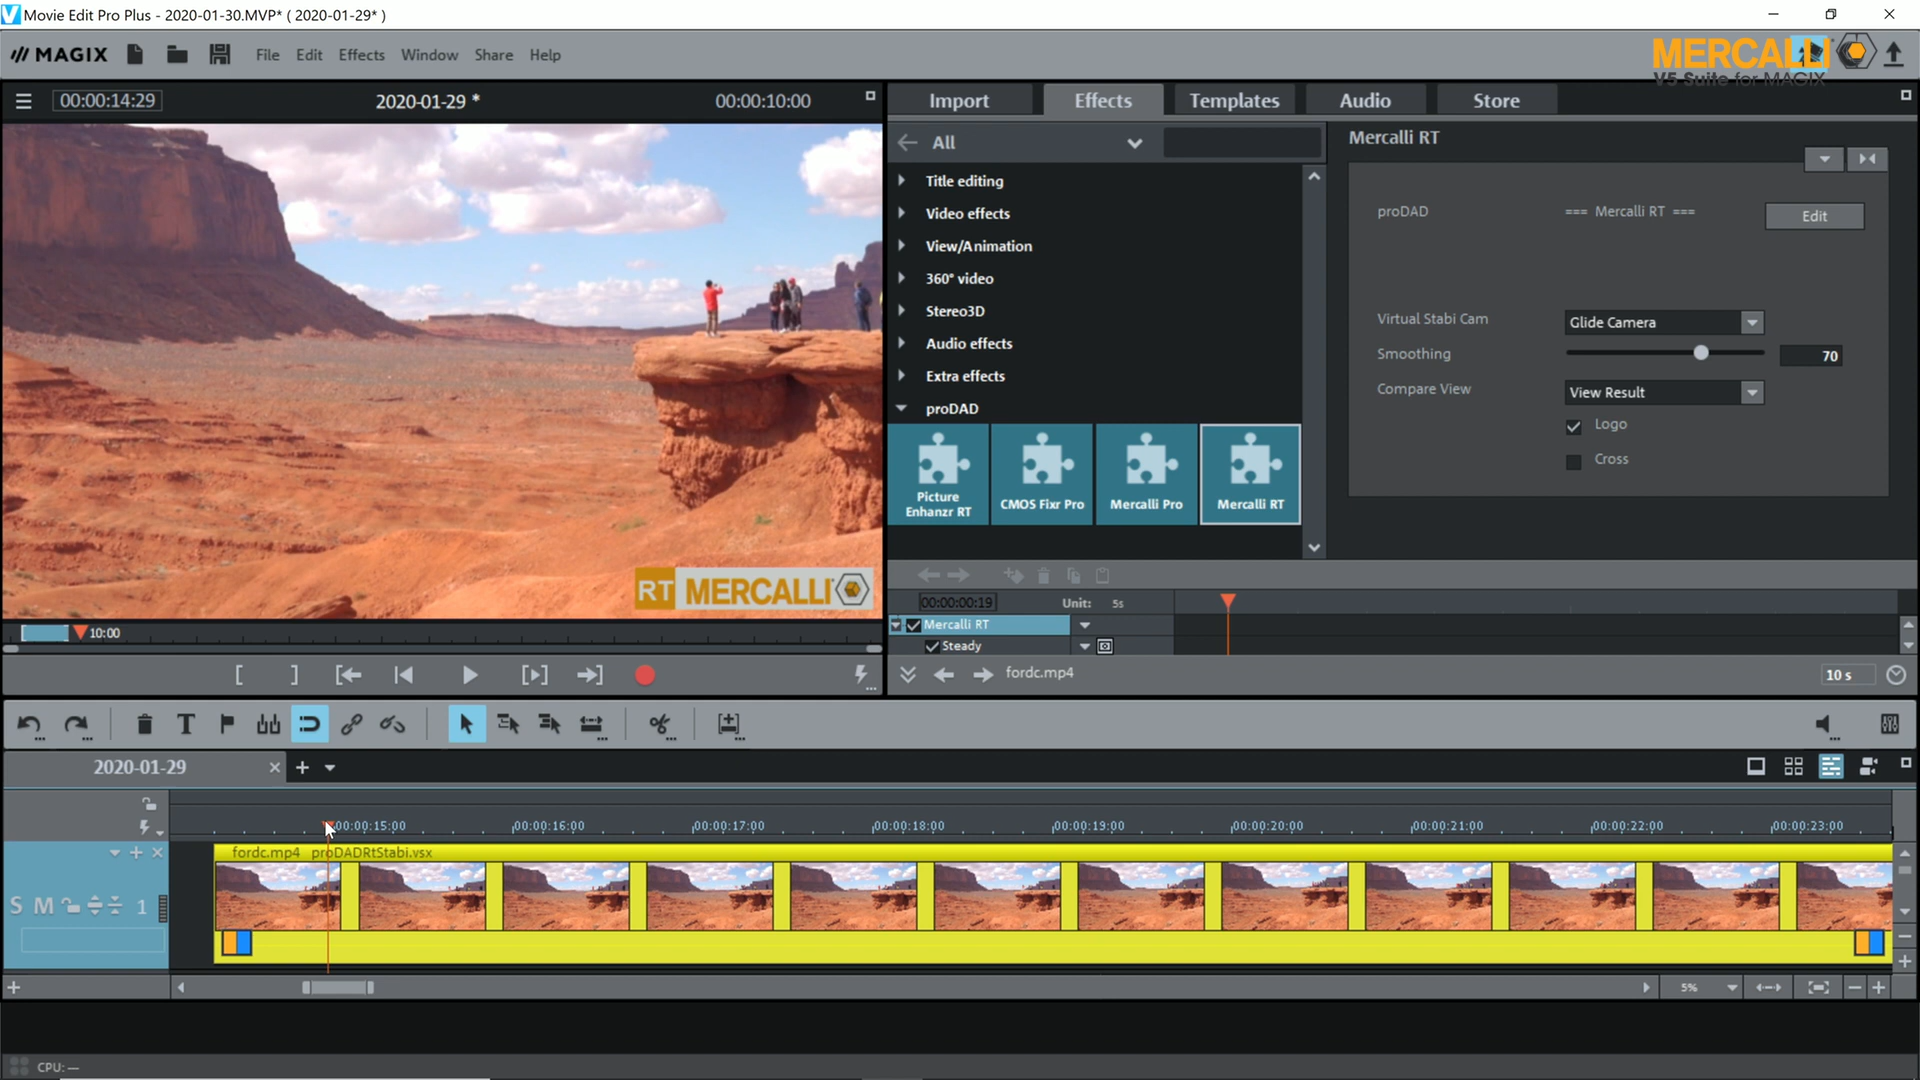 Movie Edit Pro Plus - 2020-01-30.MVP* ( 2020-01-29* )
MAGIX
File Edit Effects Window Share Help
MERCALLI
V5 Suite for MAGIX
00:00:14:29
2020-01-29 *
00:00:10:00
RT MERCALLI
10:00
Import Effects Templates Audio Store
All
Title editing
Video effects
View/Animation
360° video
Stereo3D
Audio effects
Extra effects
proDAD
Picture Enhanzr RT
CMOS Fixr Pro
Mercalli Pro
Mercalli RT
Mercalli RT
proDAD === Mercalli RT === Edit
Virtual Stabi Cam Glide Camera
Smoothing 70
Compare View View Result
Logo
Cross
00:00:00:19 Unit: 5s
Mercalli RT
Steady
fordc.mp4
10 s
2020-01-29
00:00:15:00 00:00:16:00 00:00:17:00 00:00:18:00 00:00:19:00 00:00:20:00 00:00:21:00 00:00:22:00 00:00:23:00
fordc.mp4 proDADRtStabi.vsx
S M 1
5%
CPU: —